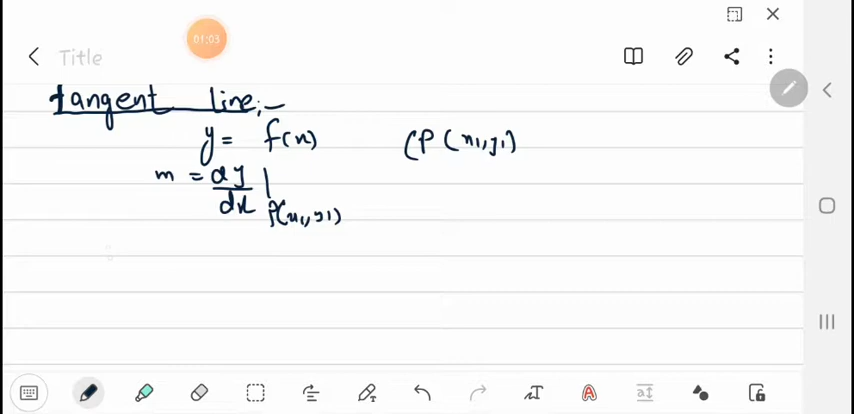 01:03
Title
tangent line:-
y = f(x) (P(x1, y1)
m = dy/dx | P(x1, y1)